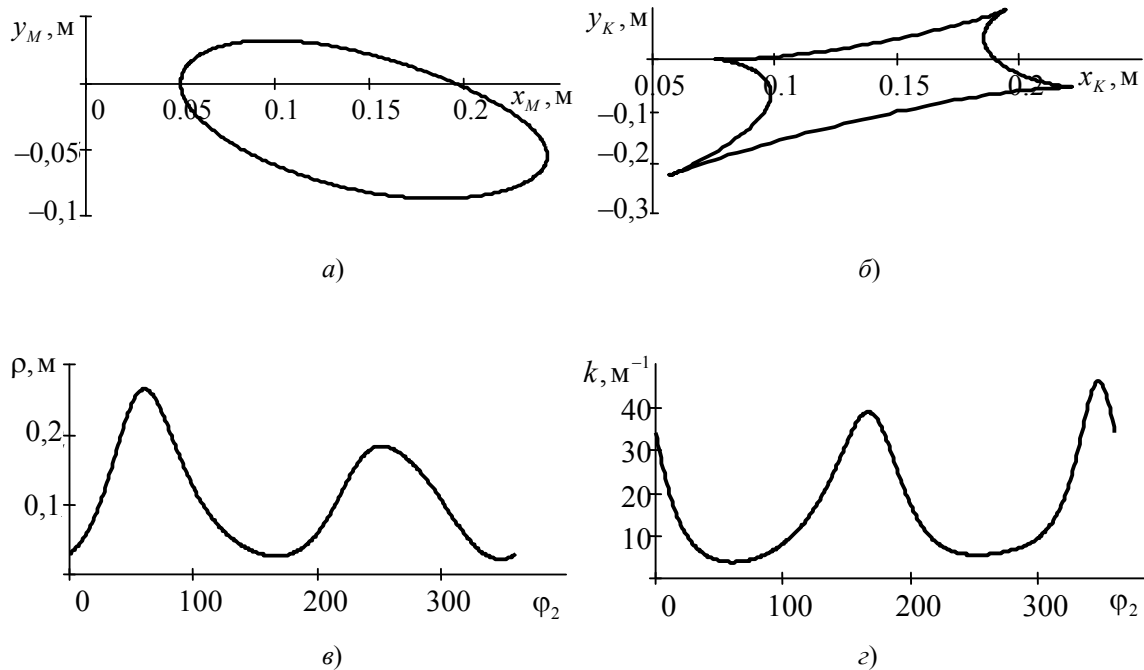 y_M, м
0 0.05 0.1 0.15 0.2 x_M, м
–0,05
–0,1
а)
y_K, м
0.05 0.1 0.15 0.2 x_K, м
–0,1
–0,2
–0,3
б)
ρ, м
0,2
0,1
0 100 200 300 φ₂
в)
k, м⁻¹
40
30
20
10
0 100 200 300 φ₂
г)